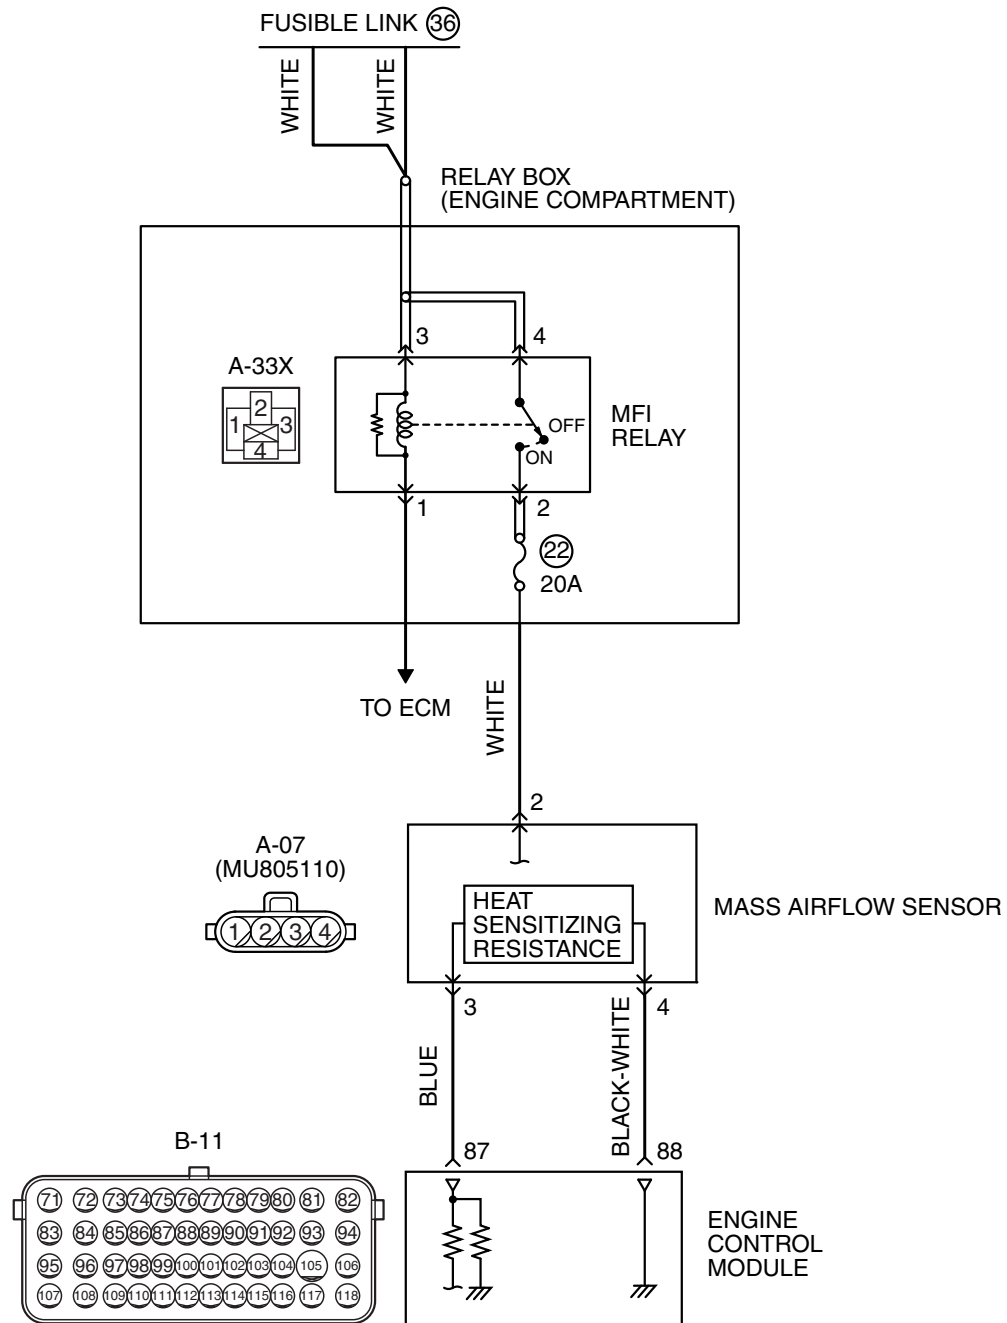 FUSIBLE LINK 36
WHITE
WHITE
RELAY BOX
(ENGINE COMPARTMENT)
3
4
A-33X
2
1
3
4
OFF
ON
MFI
RELAY
1
2
22
20A
TO ECM
WHITE
2
A-07
(MU805110)
1 2 3 4
HEAT
SENSITIZING
RESISTANCE
MASS AIRFLOW SENSOR
3
4
BLUE
BLACK-WHITE
87
88
B-11
71 72 73 74 75 76 77 78 79 80 81 82
83 84 85 86 87 88 89 90 91 92 93 94
95 96 97 98 99 100 101 102 103 104 105 106
107 108 109 110 111 112 113 114 115 116 117 118
ENGINE
CONTROL
MODULE